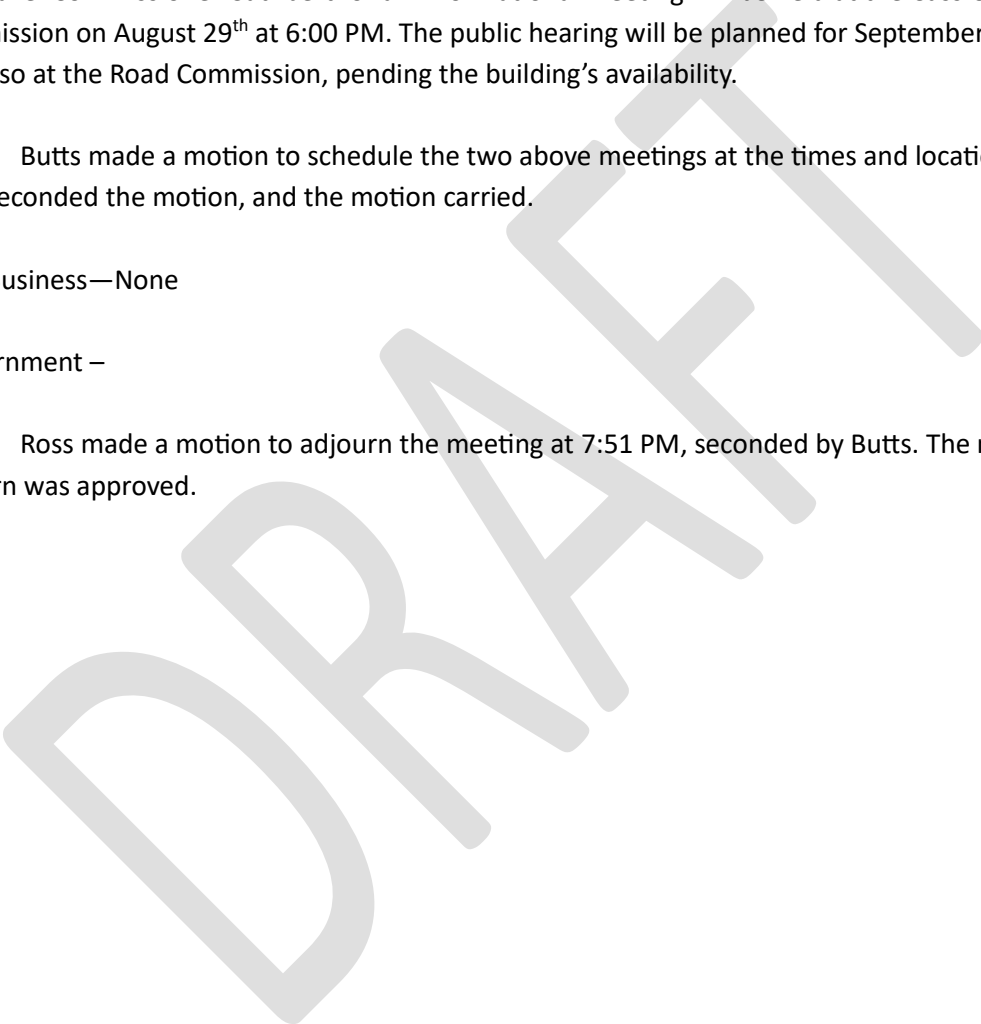 ission on August 29th at 6:00 PM. The public hearing will be planned for September
so at the Road Commission, pending the building's availability.
Butts made a motion to schedule the two above meetings at the times and locati
econded the motion, and the motion carried.
usiness—None
rnment –
Ross made a motion to adjourn the meeting at 7:51 PM, seconded by Butts. The
rn was approved.
DRAFT